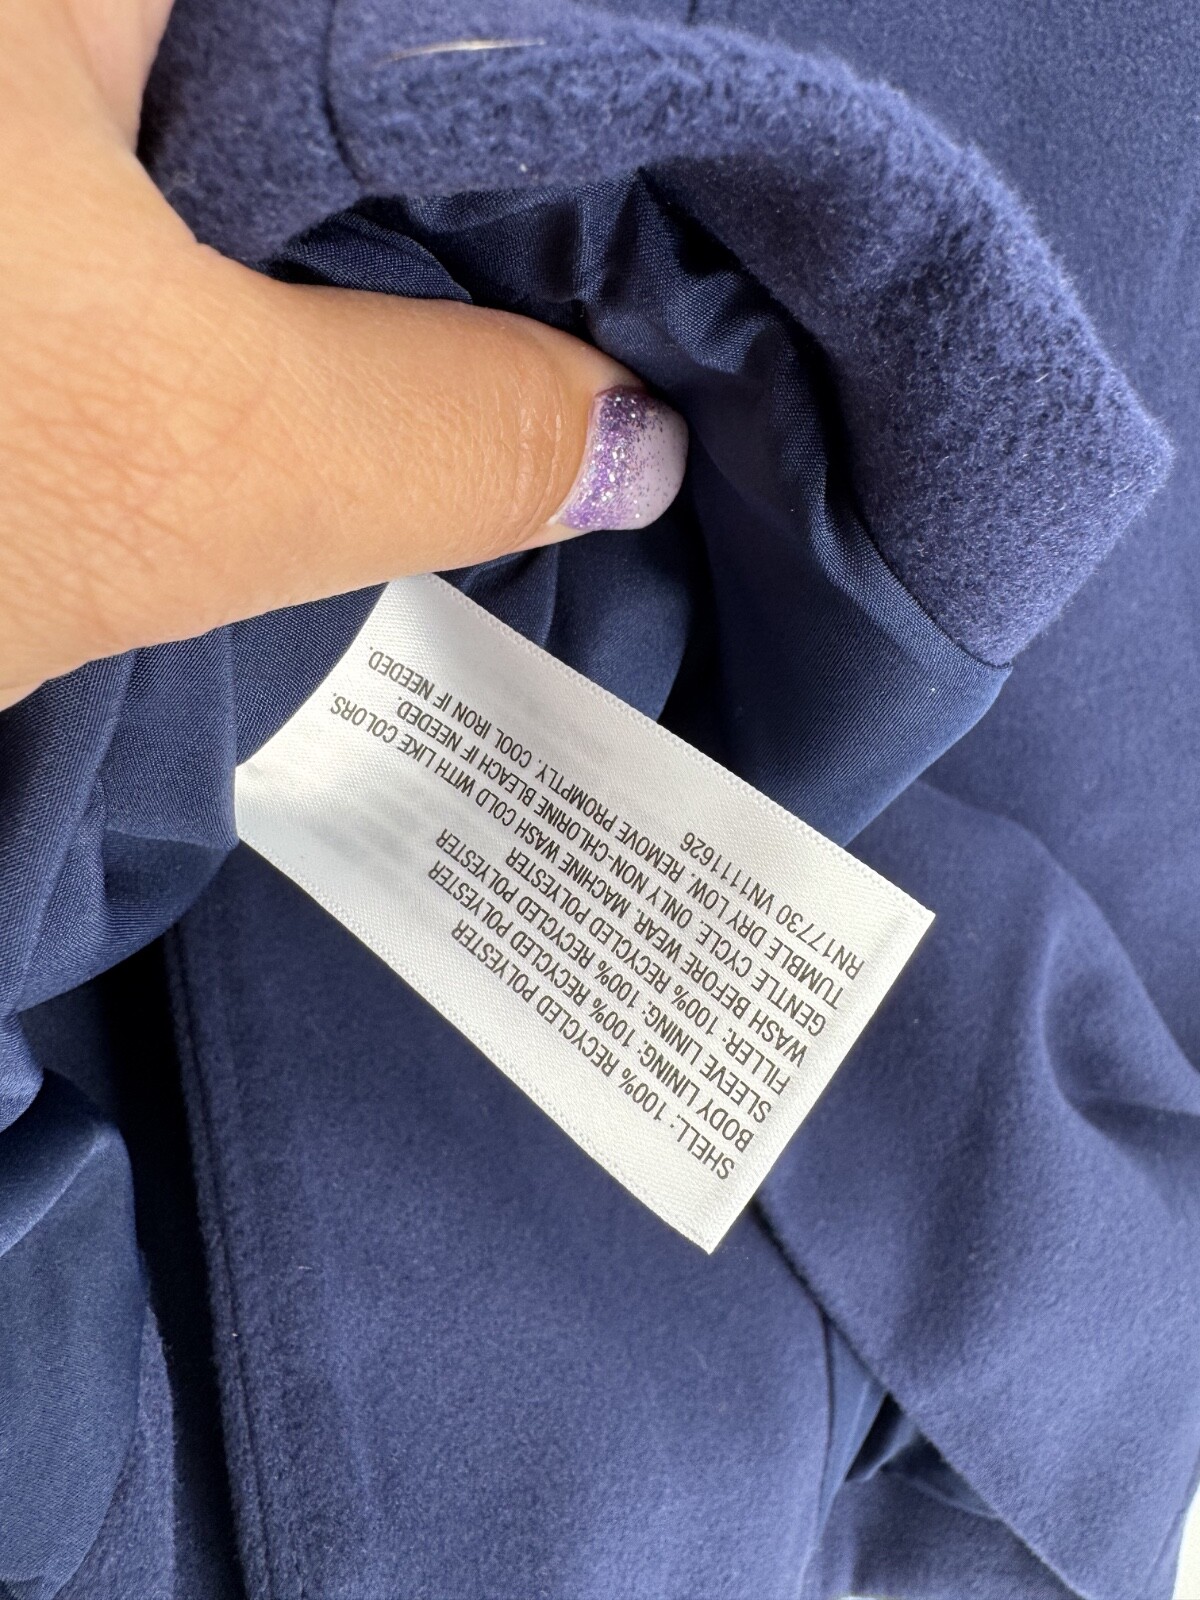 SHELL: 100% RECYCLED POLYESTER
BODY LINING: 100% RECYCLED POLYESTER
SLEEVE LINING: 100% RECYCLED POLYESTER
FILLER: 100% RECYCLED POLYESTER
WASH BEFORE WEAR. MACHINE WASH COLD WITH LIKE COLORS.
GENTLE CYCLE. ONLY NON-CHLORINE BLEACH IF NEEDED.
TUMBLE DRY LOW. REMOVE PROMPTLY. COOL IRON IF NEEDED.
RN17730 VN1111626